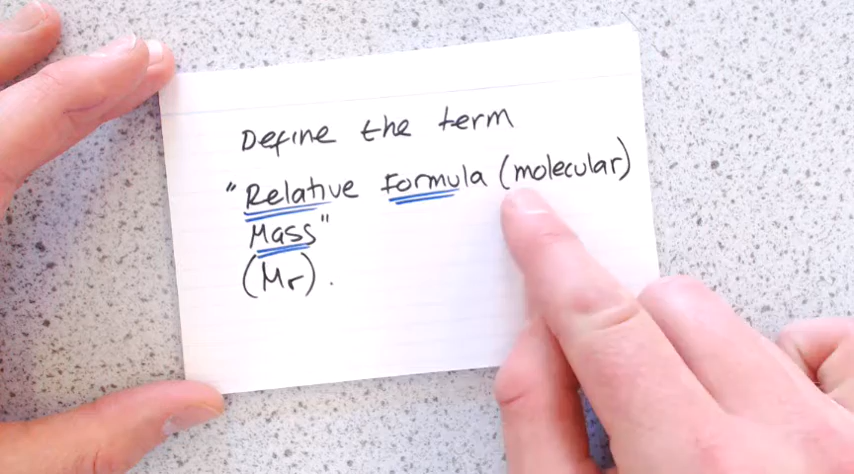 Define the term
"Relative Formula (molecular)
Mass"
(Mr).